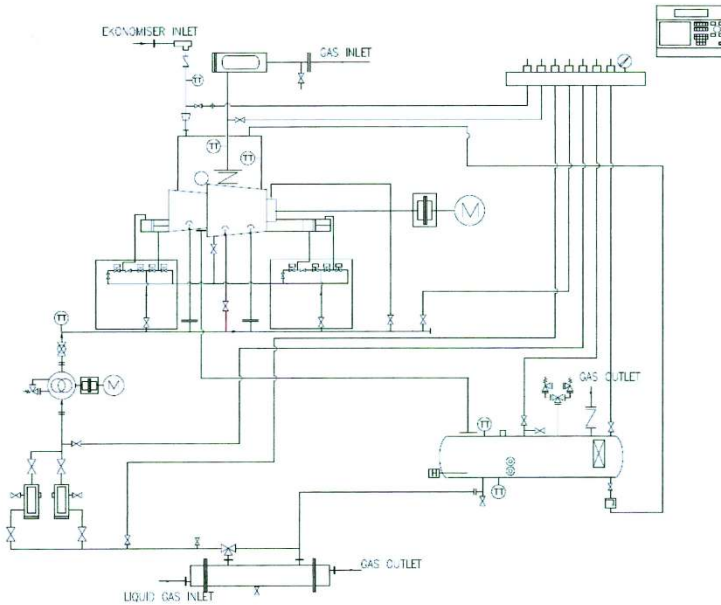 EKONOMISER INLET
GAS INLET
TT
TT
TT
M
TT
M
GAS OUTLET
TT
TT
GAS OUTLET
LIQUID GAS INLET